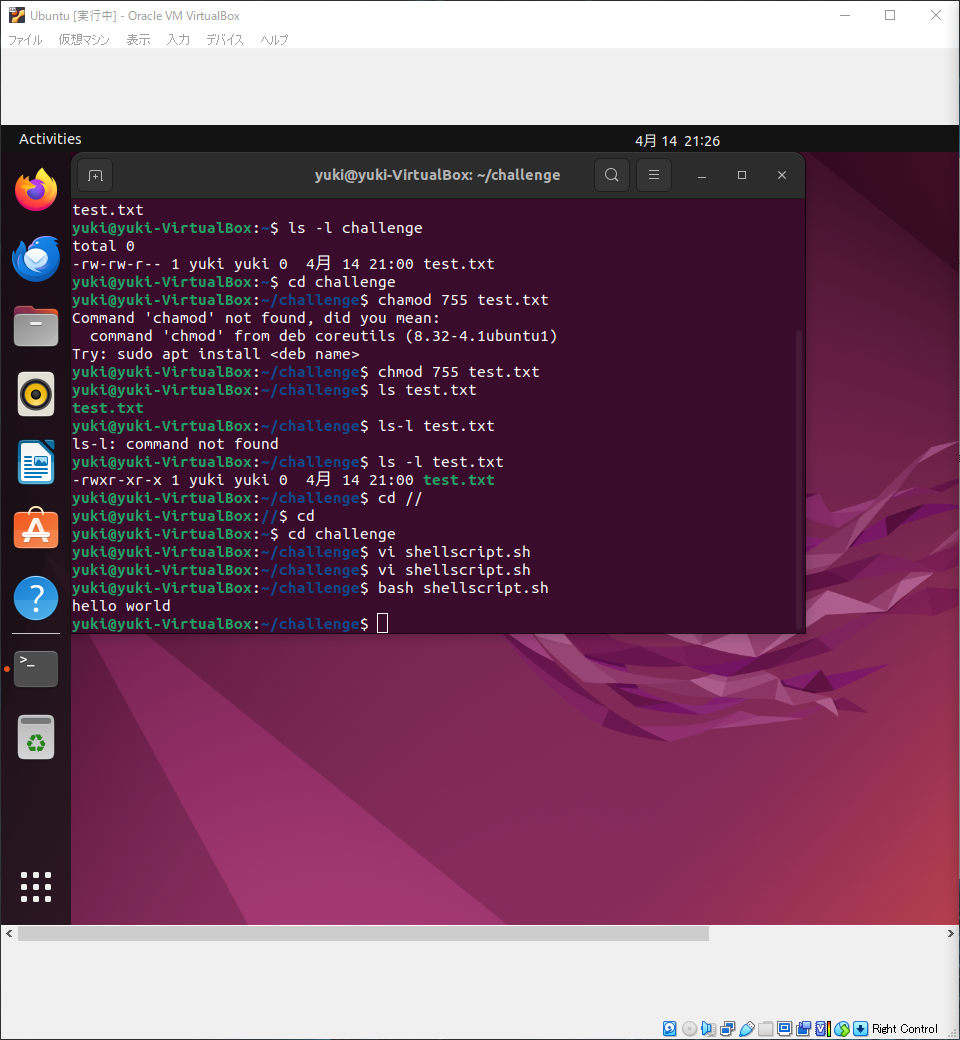 Ubuntu [実行中] - Oracle VM VirtualBox
ファイル 仮想マシン 表示 入力 デバイス ヘルプ
Activities
4月 14 21:26
yuki@yuki-VirtualBox: ~/challenge
test.txt
yuki@yuki-VirtualBox:~$ ls -l challenge
total 0
-rw-rw-r-- 1 yuki yuki 0  4月 14 21:00 test.txt
yuki@yuki-VirtualBox:~$ cd challenge
yuki@yuki-VirtualBox:~/challenge$ chamod 755 test.txt
Command 'chamod' not found, did you mean:
  command 'chmod' from deb coreutils (8.32-4.1ubuntu1)
Try: sudo apt install <deb name>
yuki@yuki-VirtualBox:~/challenge$ chmod 755 test.txt
yuki@yuki-VirtualBox:~/challenge$ ls test.txt
test.txt
yuki@yuki-VirtualBox:~/challenge$ ls-l test.txt
ls-l: command not found
yuki@yuki-VirtualBox:~/challenge$ ls -l test.txt
-rwxr-xr-x 1 yuki yuki 0  4月 14 21:00 test.txt
yuki@yuki-VirtualBox:~/challenge$ cd //
yuki@yuki-VirtualBox://$ cd
yuki@yuki-VirtualBox:~$ cd challenge
yuki@yuki-VirtualBox:~/challenge$ vi shellscript.sh
yuki@yuki-VirtualBox:~/challenge$ vi shellscript.sh
yuki@yuki-VirtualBox:~/challenge$ bash shellscript.sh
hello world
yuki@yuki-VirtualBox:~/challenge$
Right Control